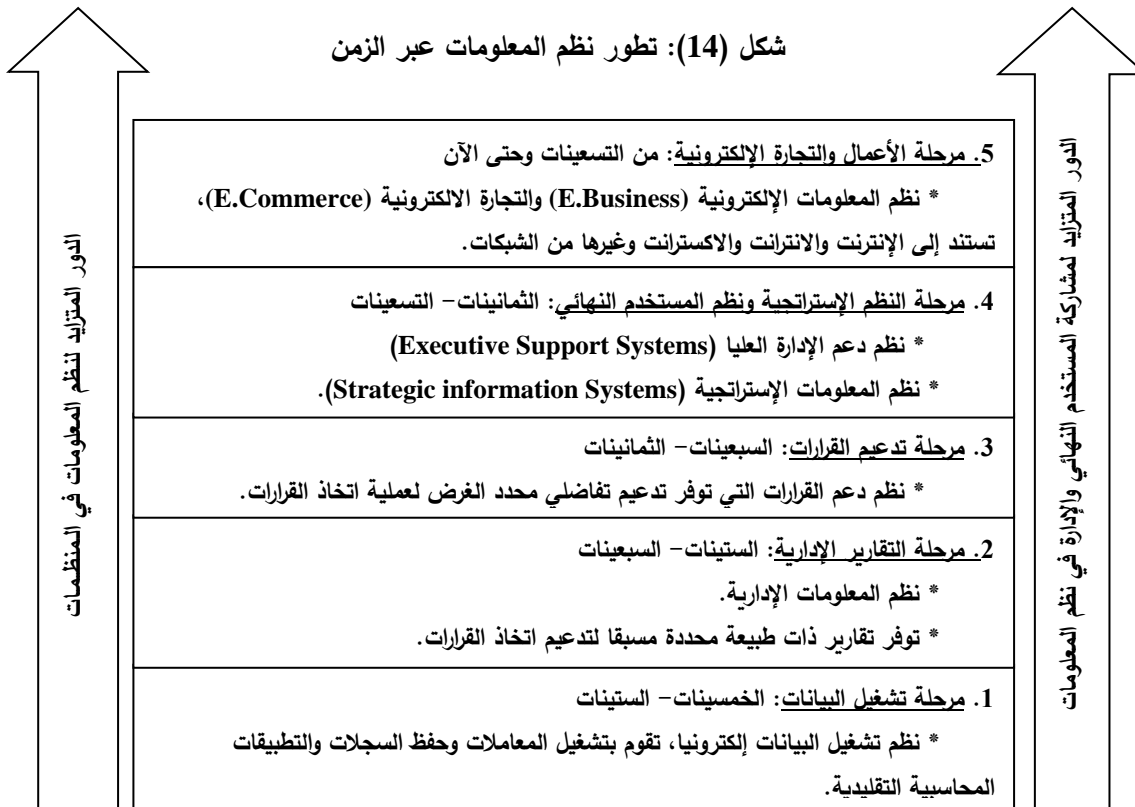 شكل (14): تطور نظم المعلومات عبر الزمن
الدور المتزايد لمشاركة المستخدم النهائي والإدارة في نظم المعلومات
5. مرحلة الأعمال والتجارة الإلكترونية: من التسعينات وحتى الآن
* نظم المعلومات الإلكترونية (E.Business) والتجارة الالكترونية (E.Commerce)،
تستند إلى الإنترنت والانترانت والاكسترانت وغيرها من الشبكات.
4. مرحلة النظم الإستراتجية ونظم المستخدم النهائي: الثمانينات- التسعينات
* نظم دعم الإدارة العليا (Executive Support Systems)
* نظم المعلومات الإستراتجية (Strategic information Systems).
3. مرحلة تدعيم القرارات: السبعينات- الثمانينات
* نظم دعم القرارات التي توفر تدعيم تفاضلي محدد الغرض لعملية اتخاذ القرارات.
2. مرحلة التقارير الإدارية: الستينات- السبعينات
* نظم المعلومات الإدارية.
* توفر تقارير ذات طبيعة محددة مسبقا لتدعيم اتخاذ القرارات.
1. مرحلة تشغيل البيانات: الخمسينات- الستينات
* نظم تشغيل البيانات إلكترونيا، تقوم بتشغيل المعاملات وحفظ السجلات والتطبيقات
المحاسبية التقليدية.
الدور المتزايد لنظم المعلومات في المنظمات